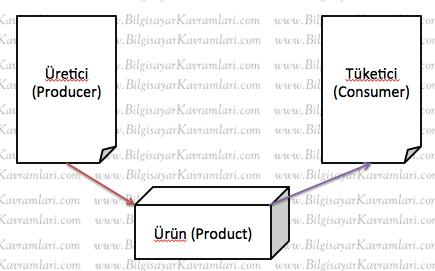 Üretici
(Producer)
Tüketici
(Consumer)
Ürün (Product)
www.BilgisayarKavramlari.com